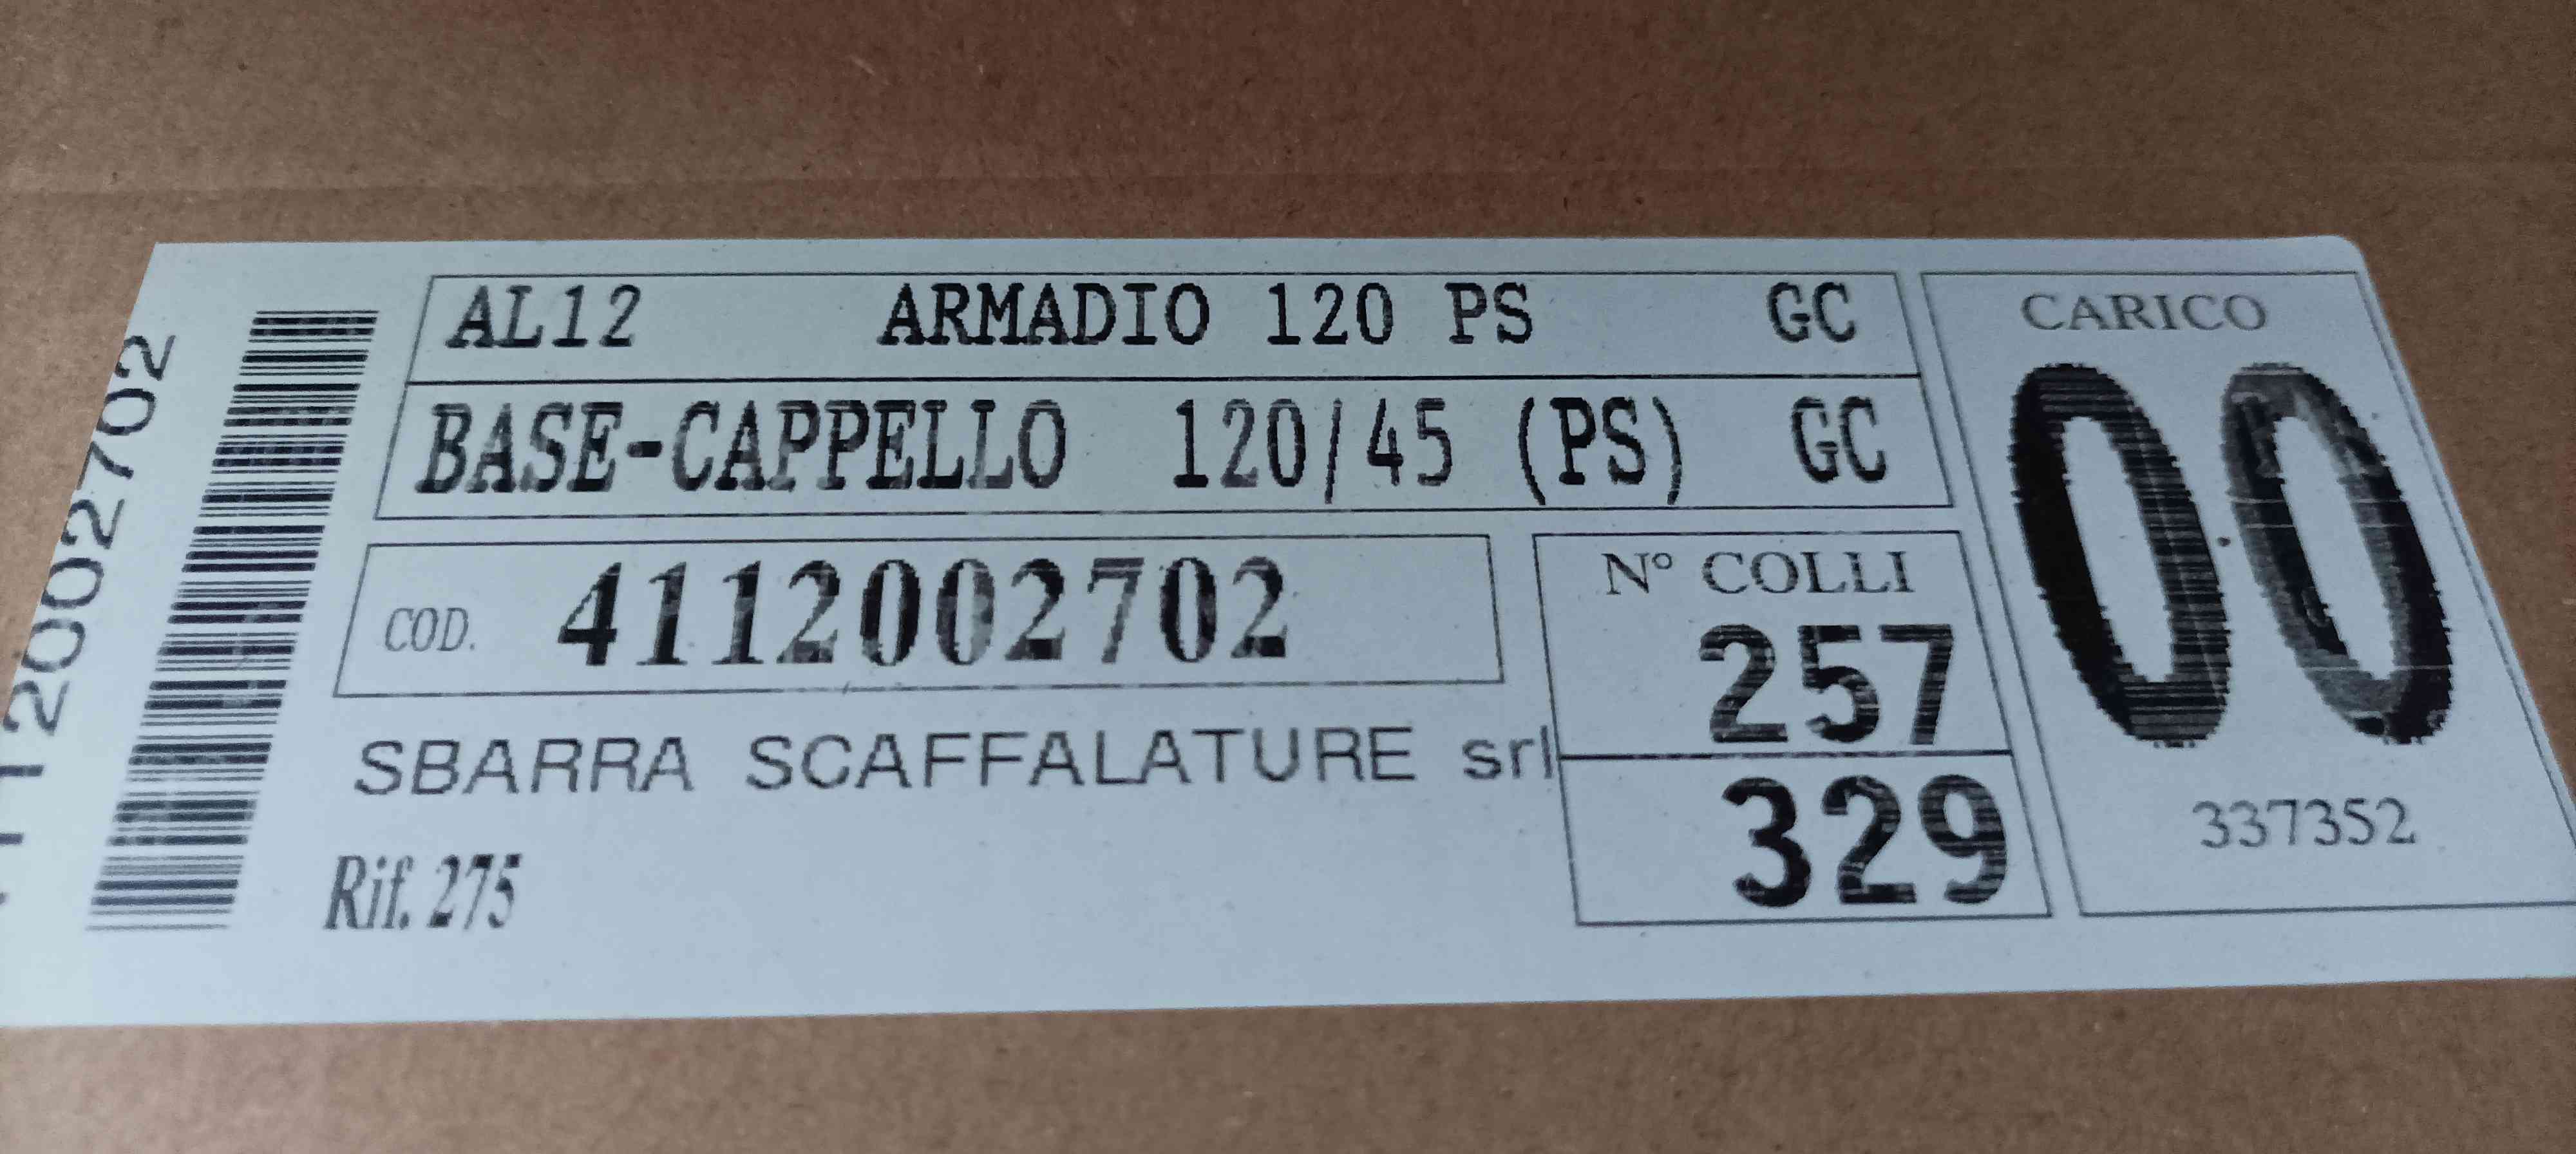 AL12 ARMADIO 120 PS GC
BASE-CAPPELLO 120/45 (PS) GC
COD. 4112002702
SBARRA SCAFFALATURE srl
Rif. 275
N° COLLI
257
329
CARICO
00
337352
4112002702